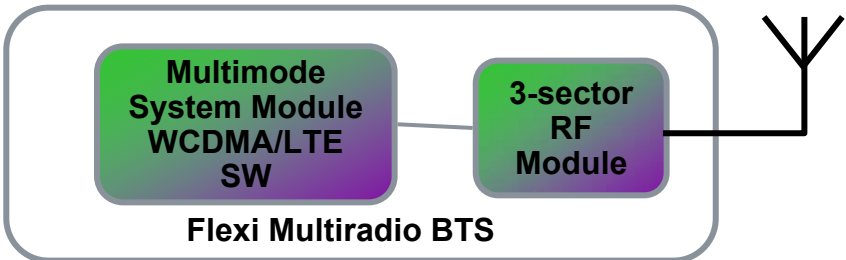 Multimode
System Module
WCDMA/LTE
SW
3-sector
RF
Module
Flexi Multiradio BTS